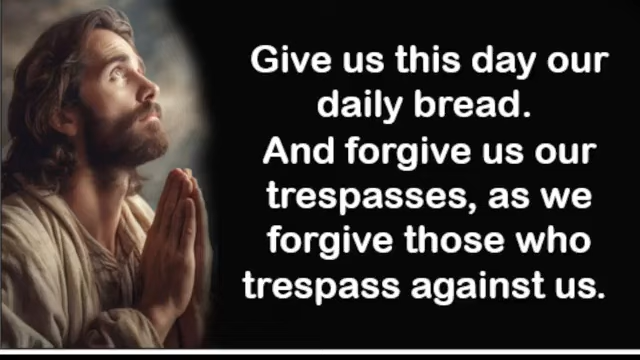 Give us this day our
daily bread.
And forgive us our
trespasses, as we
forgive those who
trespass against us.